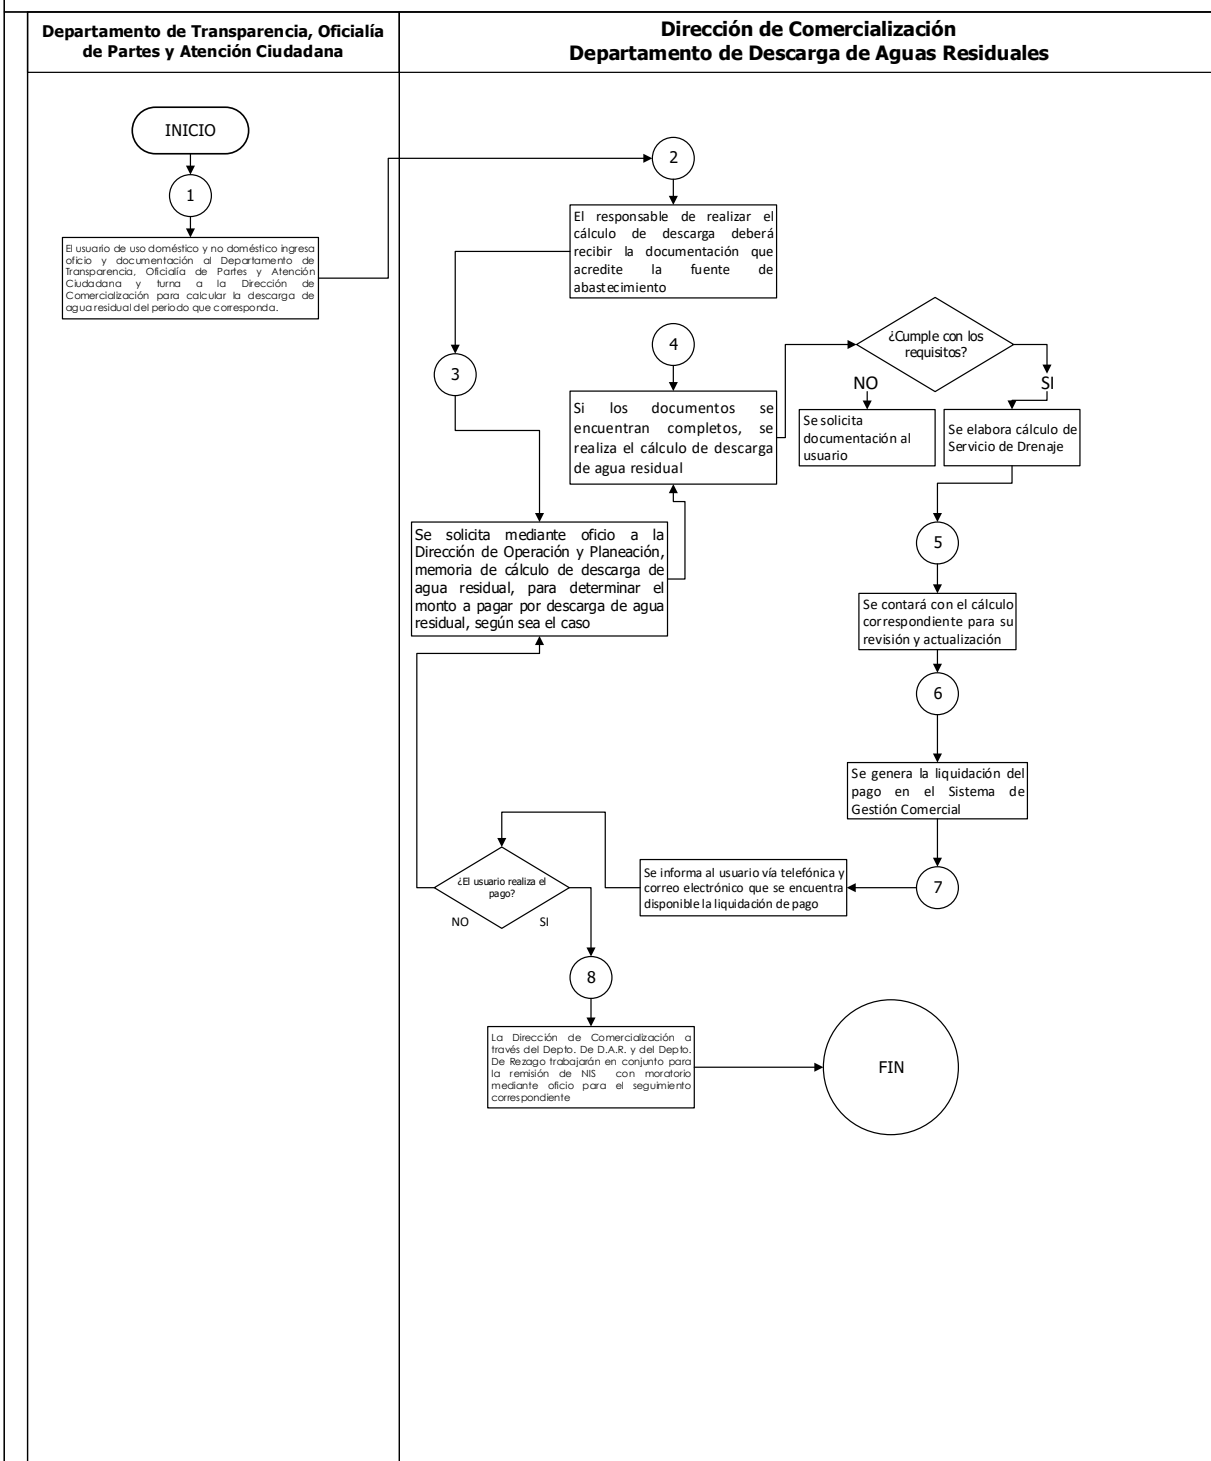 Departamento de Transparencia, Oficialía
de Partes y Atención Ciudadana
Dirección de Comercialización
Departamento de Descarga de Aguas Residuales
INICIO
1
El usuario de uso doméstico y no doméstico ingresa
oficio y documentación al Departamento de
Transparencia, Oficialía de Partes y Atención
Ciudadana y turna a la Dirección de
Comercialización para calcular la descarga de
agua residual del periodo que corresponda.
2
El responsable de realizar el
cálculo de descarga deberá
recibir la documentación que
acredite la fuente de
abastecimiento
3
4
Si los documentos se
encuentran completos, se
realiza el cálculo de descarga
de agua residual
¿Cumple con los
requisitos?
NO
SI
Se solicita
documentación al
usuario
Se elabora cálculo de
Servicio de Drenaje
Se solicita mediante oficio a la
Dirección de Operación y Planeación,
memoria de cálculo de descarga de
agua residual, para determinar el
monto a pagar por descarga de agua
residual, según sea el caso
5
Se contará con el cálculo
correspondiente para su
revisión y actualización
6
Se genera la liquidación del
pago en el Sistema de
Gestión Comercial
7
Se informa al usuario vía telefónica y
correo electrónico que se encuentra
disponible la liquidación de pago
¿El usuario realiza el
pago?
NO
SI
8
La Dirección de Comercialización a
través del Depto. De D.A.R. y del Depto.
De Rezago trabajarán en conjunto para
la remisión de NIS con moratorio
mediante oficio para el seguimiento
correspondiente
FIN